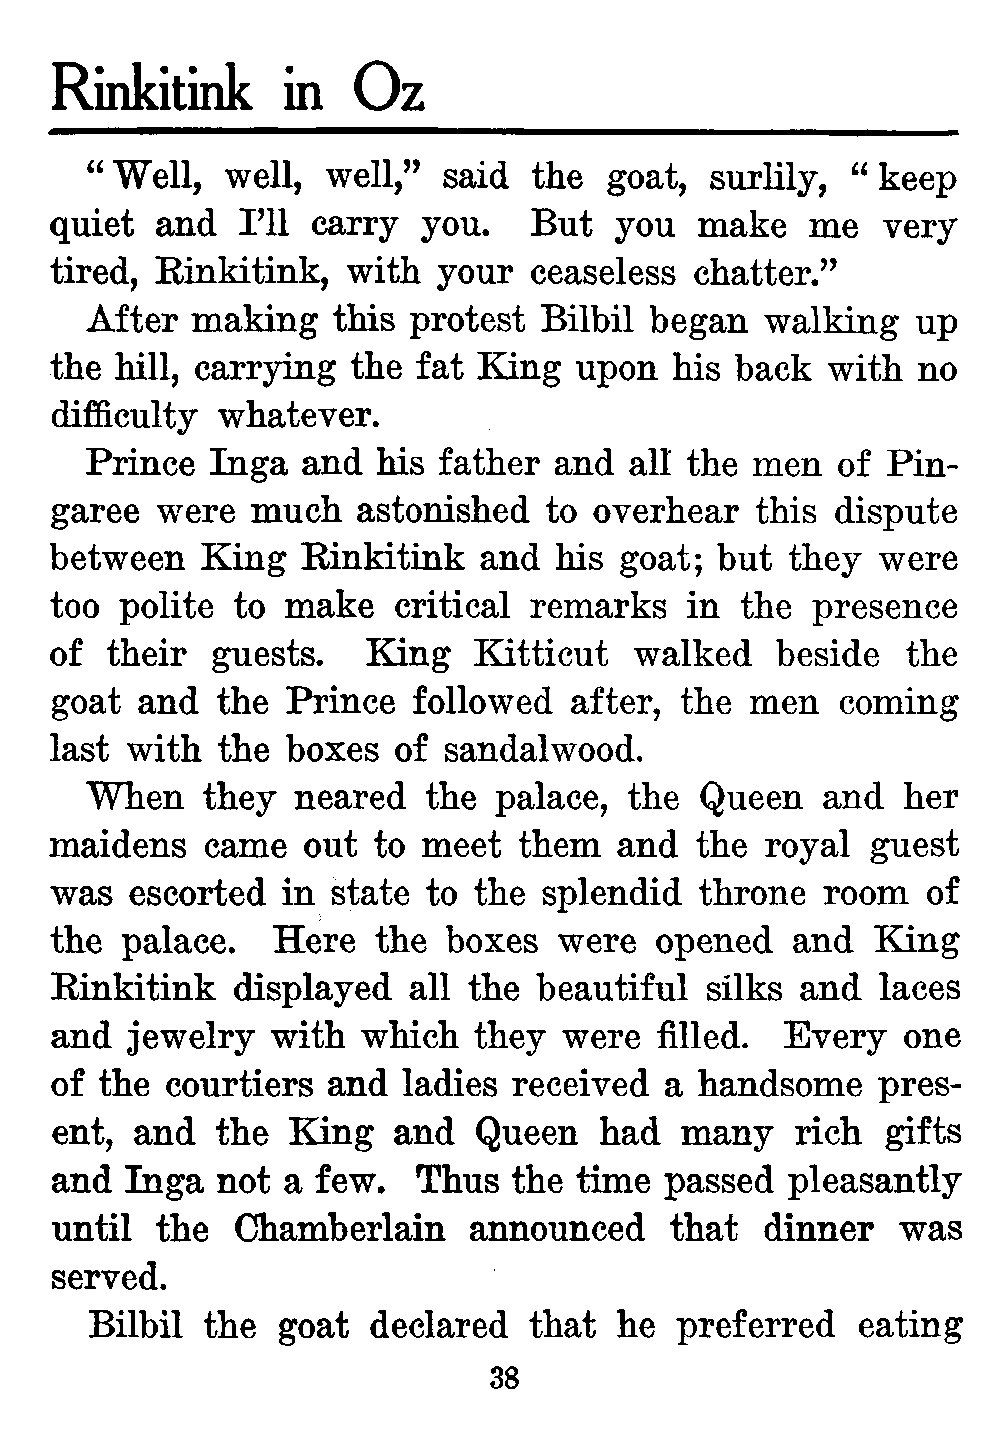 Rinkitink in Oz
“ Well, well, well,” said the goat, surlily, “ keep
quiet and I’ll carry you. But you make me very
tired, Rinkitink, with your ceaseless chatter.”
After making this protest Bilbil began walking up
the hill, carrying the fat King upon his back with no
difficulty whatever.
Prince Inga and his father and all the men of Pin-
garee were much astonished to overhear this dispute
between King Rinkitink and his goat; but they were
too polite to make critical remarks in the presence
of their guests. King Kitticut walked beside the
goat and the Prince followed after, the men coming
last with the boxes of sandalwood.
When they neared the palace, the Queen and her
maidens came out to meet them and the royal guest
was escorted in state to the splendid throne room of
the palace. Here the boxes were opened and King
Rinkitink displayed all the beautiful silks and laces
and jewelry with which they were filled. Every one
of the courtiers and ladies received a handsome pres-
ent, and the King and Queen had many rich gifts
and Inga not a few. Thus the time passed pleasantly
until the Chamberlain announced that dinner was
served.
Bilbil the goat declared that he preferred eating
38